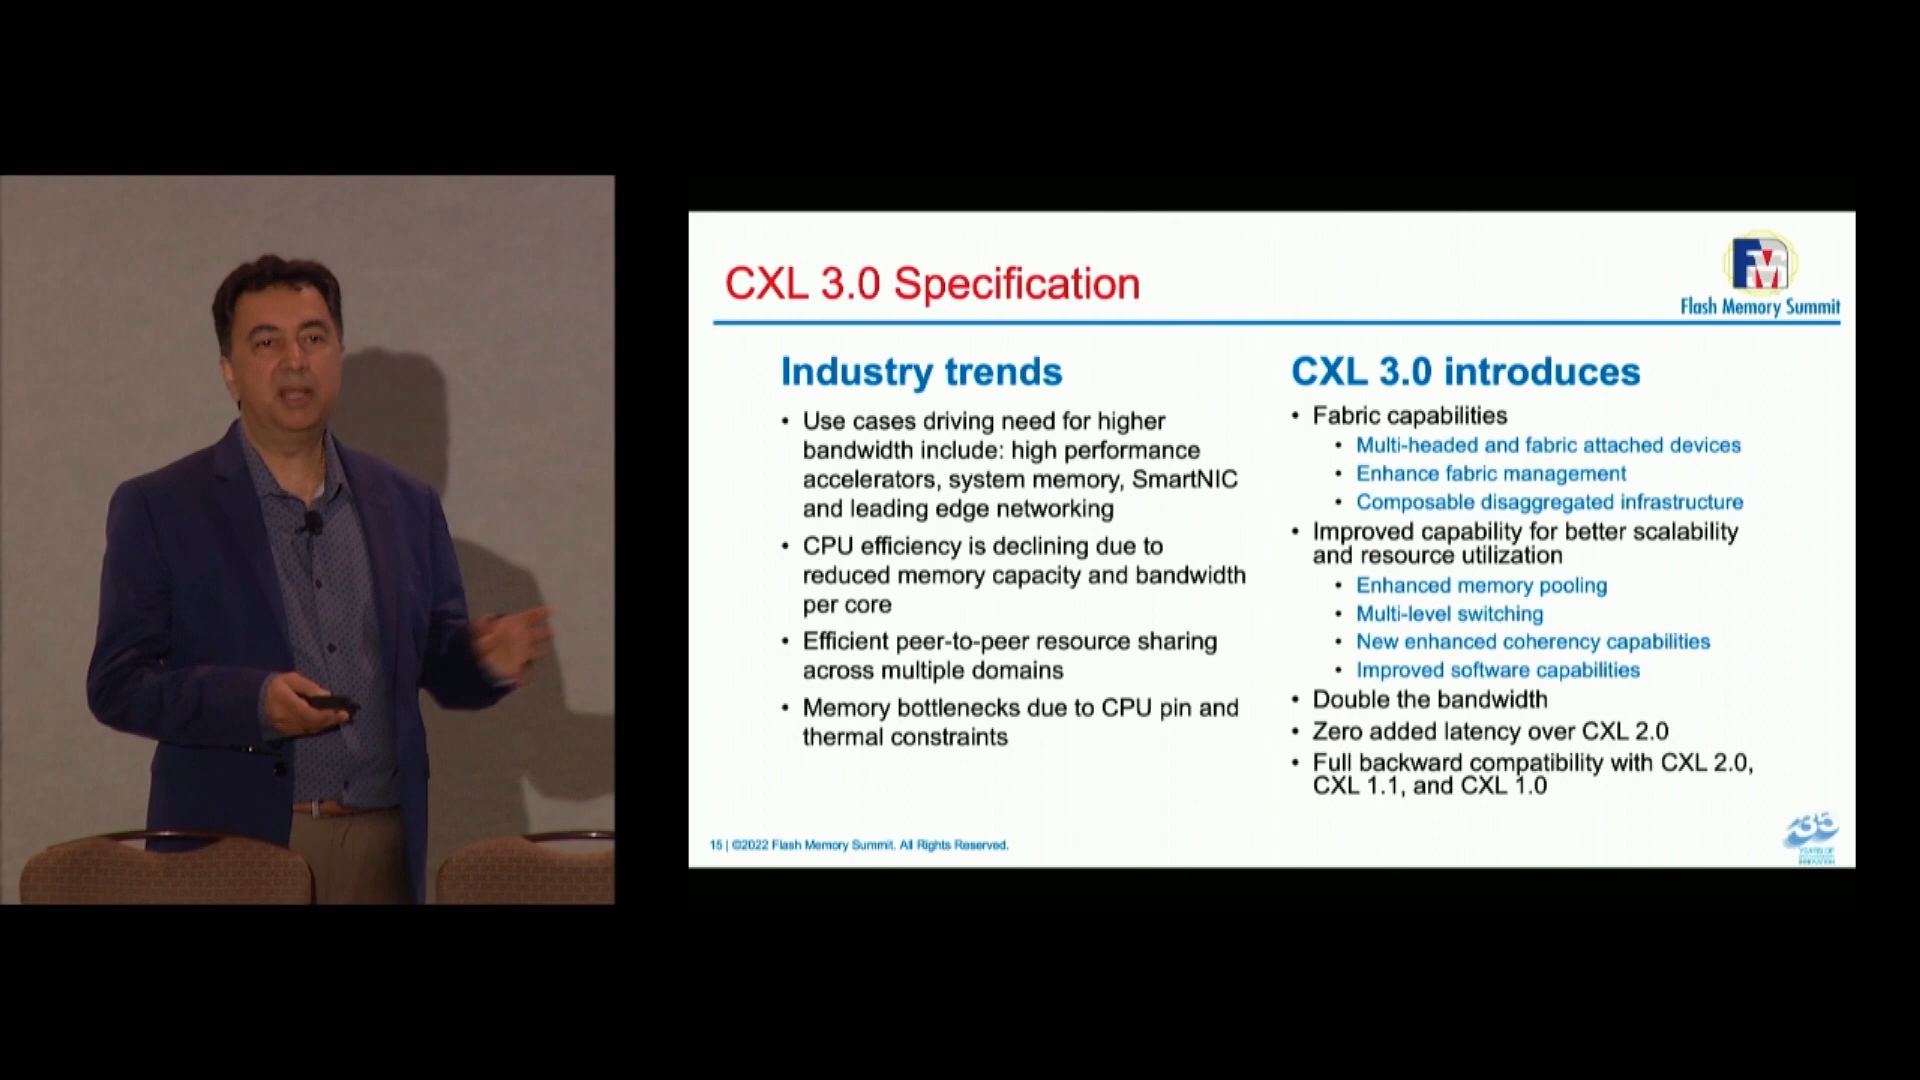 CXL 3.0 Specification
Flash Memory Summit
Industry trends
• Use cases driving need for higher
bandwidth include: high performance
accelerators, system memory, SmartNIC
and leading edge networking
• CPU efficiency is declining due to
reduced memory capacity and bandwidth
per core
• Efficient peer-to-peer resource sharing
across multiple domains
• Memory bottlenecks due to CPU pin and
thermal constraints
CXL 3.0 introduces
• Fabric capabilities
• Multi-headed and fabric attached devices
• Enhance fabric management
• Composable disaggregated infrastructure
• Improved capability for better scalability
and resource utilization
• Enhanced memory pooling
• Multi-level switching
• New enhanced coherency capabilities
• Improved software capabilities
• Double the bandwidth
• Zero added latency over CXL 2.0
• Full backward compatibility with CXL 2.0,
CXL 1.1, and CXL 1.0
15 | ©2022 Flash Memory Summit. All Rights Reserved.
35
YEARS OF